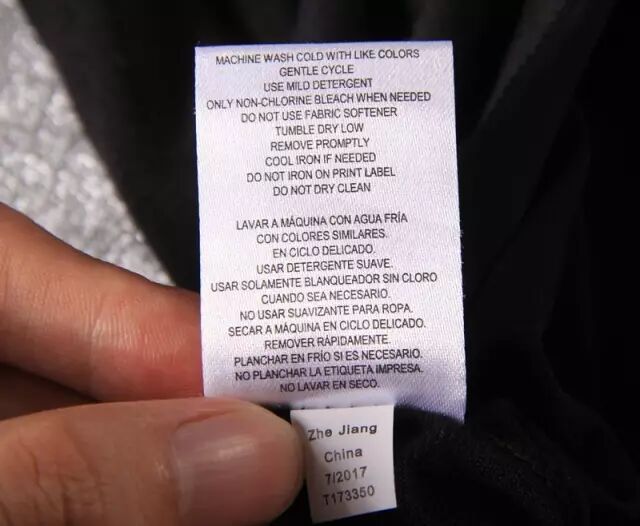 MACHINE WASH COLD WITH LIKE COLORS
GENTLE CYCLE
USE MILD DETERGENT
ONLY NON-CHLORINE BLEACH WHEN NEEDED
DO NOT USE FABRIC SOFTENER
TUMBLE DRY LOW
REMOVE PROMPTLY
COOL IRON IF NEEDED
DO NOT IRON ON PRINT LABEL
DO NOT DRY CLEAN
LAVAR A MÁQUINA CON AGUA FRÍA
CON COLORES SIMILARES.
EN CICLO DELICADO.
USAR DETERGENTE SUAVE.
USAR SOLAMENTE BLANQUEADOR SIN CLORO
CUANDO SEA NECESARIO.
NO USAR SUAVIZANTE PARA ROPA.
SECAR A MÁQUINA EN CICLO DELICADO.
REMOVER RÁPIDAMENTE.
PLANCHAR EN FRÍO SI ES NECESARIO.
NO PLANCHAR LA ETIQUETA IMPRESA.
NO LAVAR EN SECO.
Zhe Jiang
China
7/2017
T173350